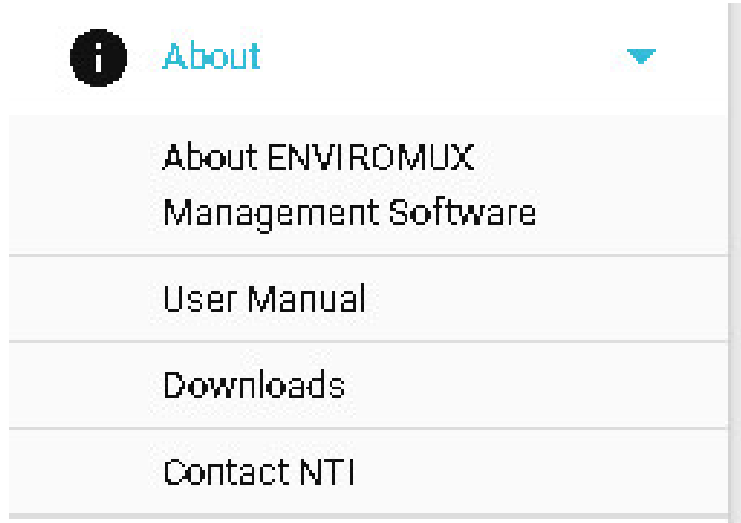 About
About ENVIROMUX
Management Software
User Manual
Downloads
Contact NTI